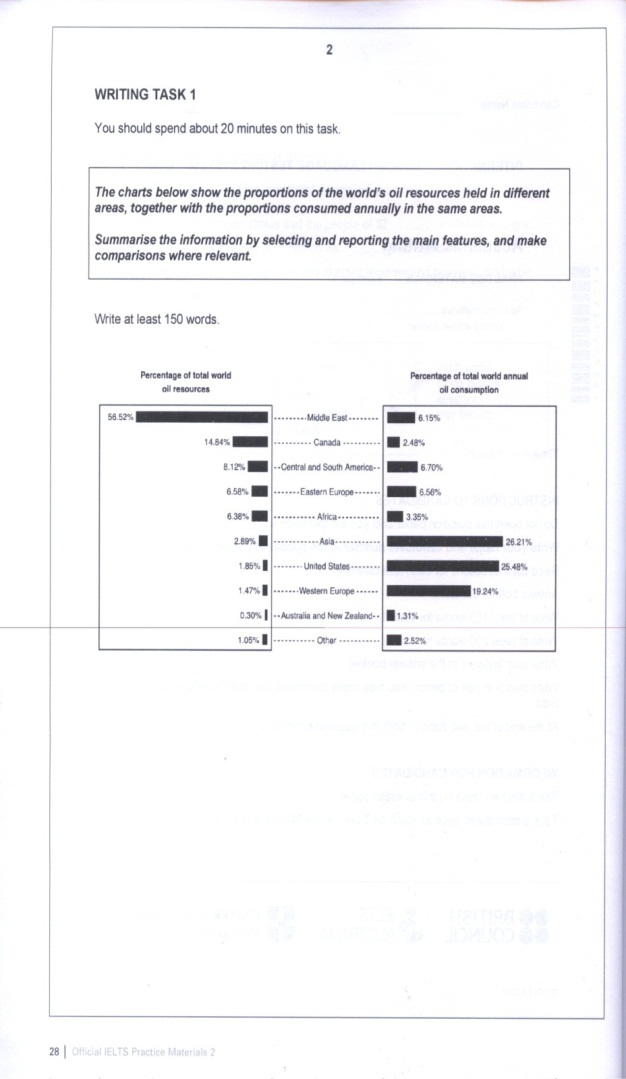 2
WRITING TASK 1
You should spend about 20 minutes on this task.
The charts below show the proportions of the world's oil resources held in different
areas, together with the proportions consumed annually in the same areas.
Summarise the information by selecting and reporting the main features, and make
comparisons where relevant.
Write at least 150 words.
Percentage of total world
oil resources
Percentage of total world annual
oil consumption
56.52% Middle East 6.15%
14.84% Canada 2.48%
8.12% Central and South America 6.70%
6.58% Eastern Europe 6.56%
6.38% Africa 3.35%
2.89% Asia 26.21%
1.85% United States 25.48%
1.47% Western Europe 19.24%
0.30% Australia and New Zealand 1.31%
1.05% Other 2.52%
28 | Official IELTS Practice Materials 2